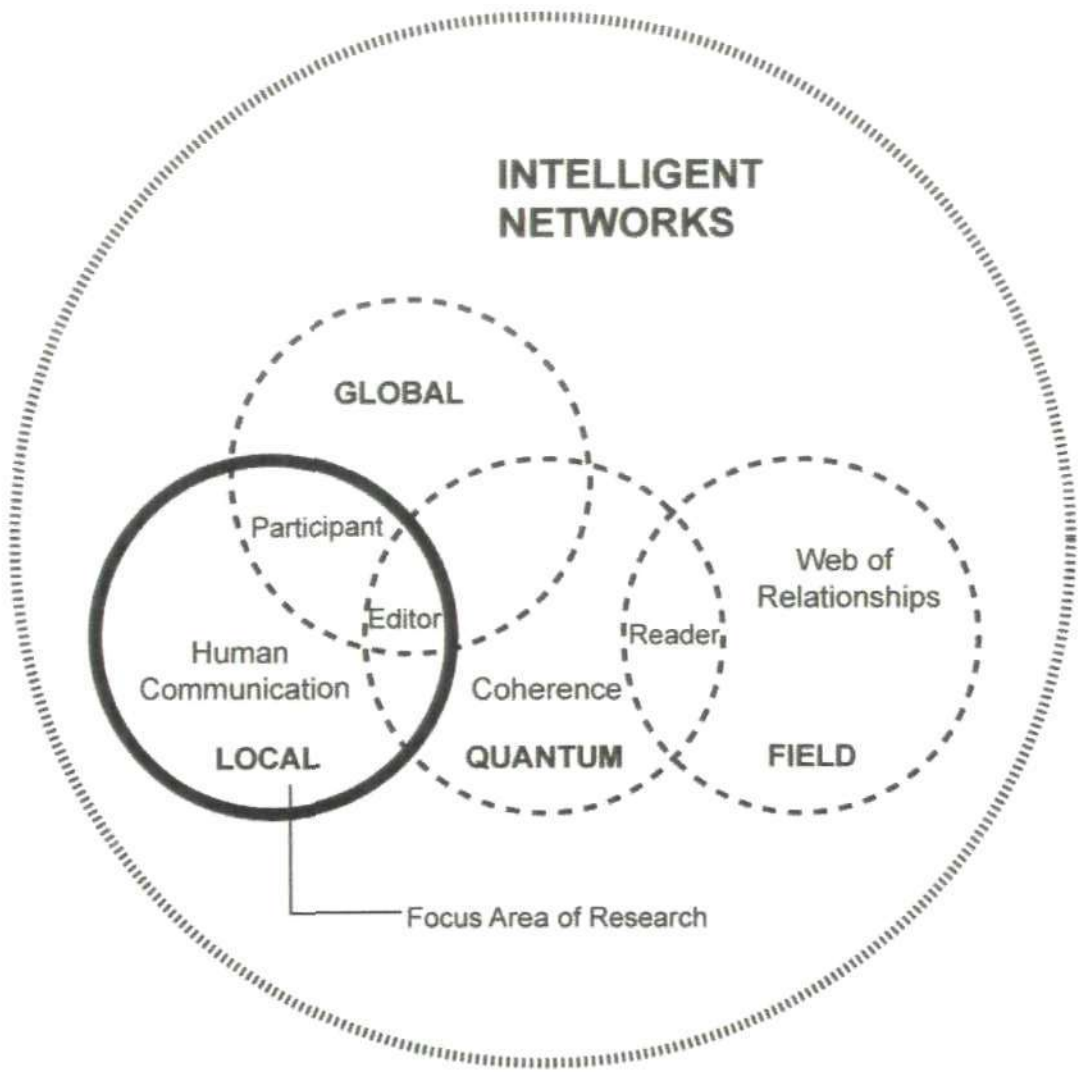 INTELLIGENT
NETWORKS
GLOBAL
Participant
Editor
Human
Communication
LOCAL
Coherence
QUANTUM
Reader
Web of
Relationships
FIELD
Focus Area of Research